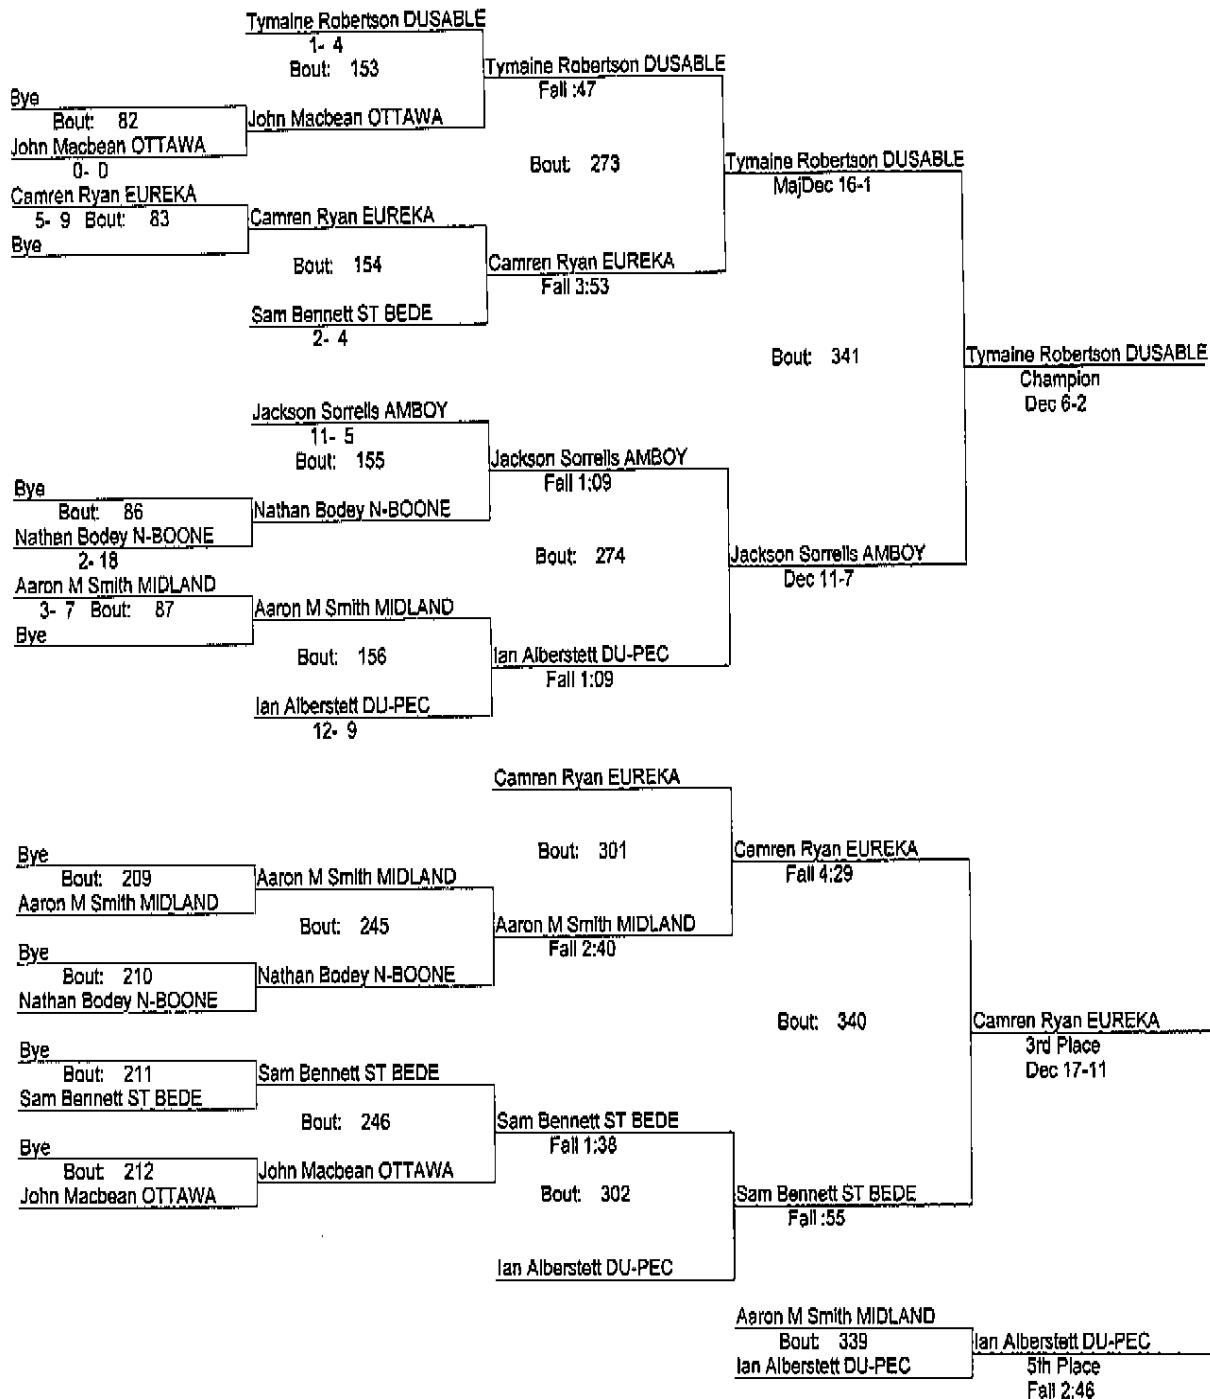 Tymaine Robertson DUSABLE
1- 4
Bout: 153
Tymaine Robertson DUSABLE
Fall :47
Bye
Bout: 82
John Macbean OTTAWA
John Macbean OTTAWA
0- 0
Bout: 273
Tymaine Robertson DUSABLE
MajDec 16-1
Camren Ryan EUREKA
5- 9 Bout: 83
Bye
Camren Ryan EUREKA
Bout: 154
Camren Ryan EUREKA
Fall 3:53
Sam Bennett ST BEDE
2- 4
Bout: 341
Tymaine Robertson DUSABLE
Champion
Dec 6-2
Jackson Sorrells AMBOY
11- 5
Bout: 155
Jackson Sorrells AMBOY
Fall 1:09
Bye
Bout: 86
Nathan Bodey N-BOONE
Nathan Bodey N-BOONE
2- 18
Bout: 274
Jackson Sorrells AMBOY
Dec 11-7
Aaron M Smith MIDLAND
3- 7 Bout: 87
Bye
Aaron M Smith MIDLAND
Bout: 156
Ian Alberstett DU-PEC
Fall 1:09
Ian Alberstett DU-PEC
12- 9
Camren Ryan EUREKA
Bout: 301
Camren Ryan EUREKA
Fall 4:29
Bye
Bout: 209
Aaron M Smith MIDLAND
Aaron M Smith MIDLAND
Bout: 245
Aaron M Smith MIDLAND
Fall 2:40
Bye
Bout: 210
Nathan Bodey N-BOONE
Nathan Bodey N-BOONE
Bout: 340
Camren Ryan EUREKA
3rd Place
Dec 17-11
Bye
Bout: 211
Sam Bennett ST BEDE
Sam Bennett ST BEDE
Bout: 246
Sam Bennett ST BEDE
Fall 1:38
Bye
Bout: 212
John Macbean OTTAWA
John Macbean OTTAWA
Bout: 302
Sam Bennett ST BEDE
Fall :55
Ian Alberstett DU-PEC
Aaron M Smith MIDLAND
Bout: 339
Ian Alberstett DU-PEC
Ian Alberstett DU-PEC
5th Place
Fall 2:46